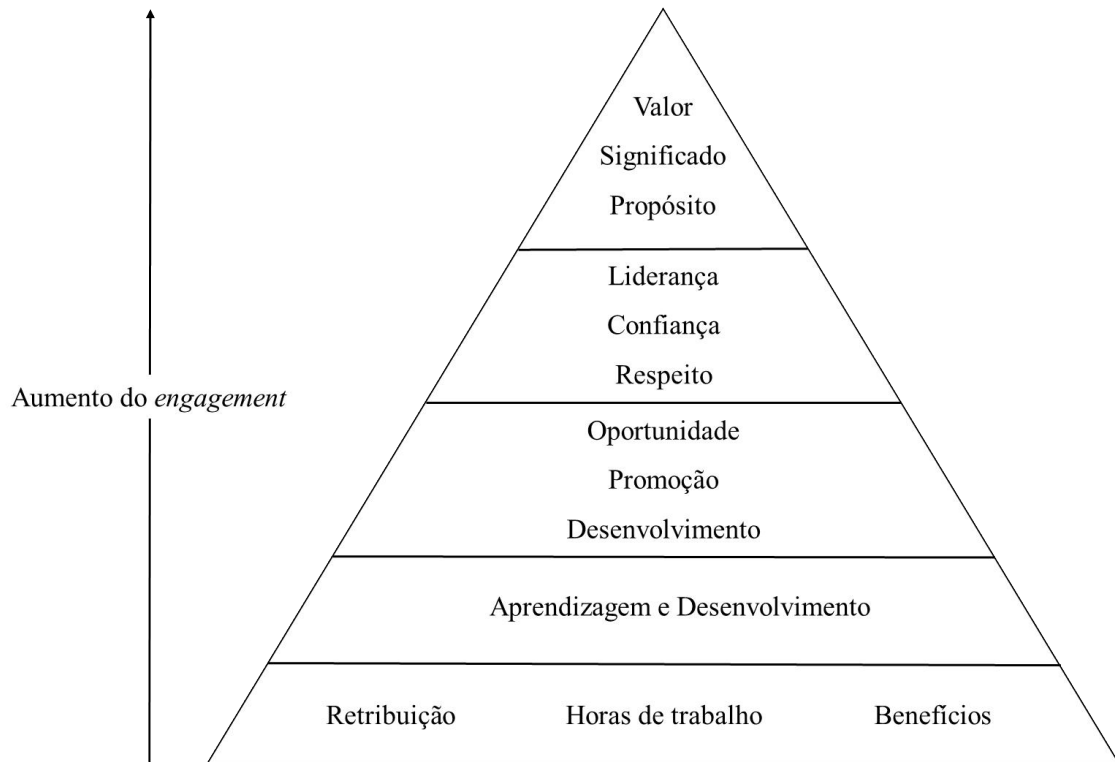 Valor
Significado
Propósito
Liderança
Confiança
Respeito
Aumento do engagement
Oportunidade
Promoção
Desenvolvimento
Aprendizagem e Desenvolvimento
Retribuição Horas de trabalho Benefícios